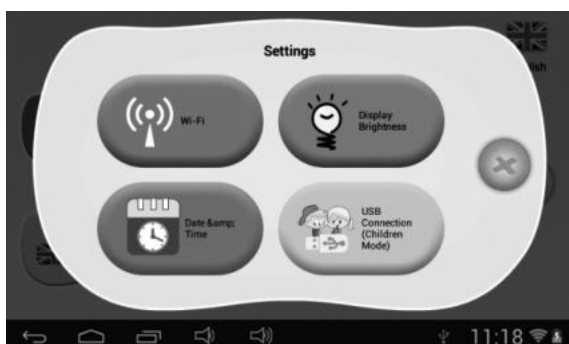 Settings
Wi-Fi
Display
Brightness
Date &amp;
Time
USB
Connection
(Children
Mode)
11:18